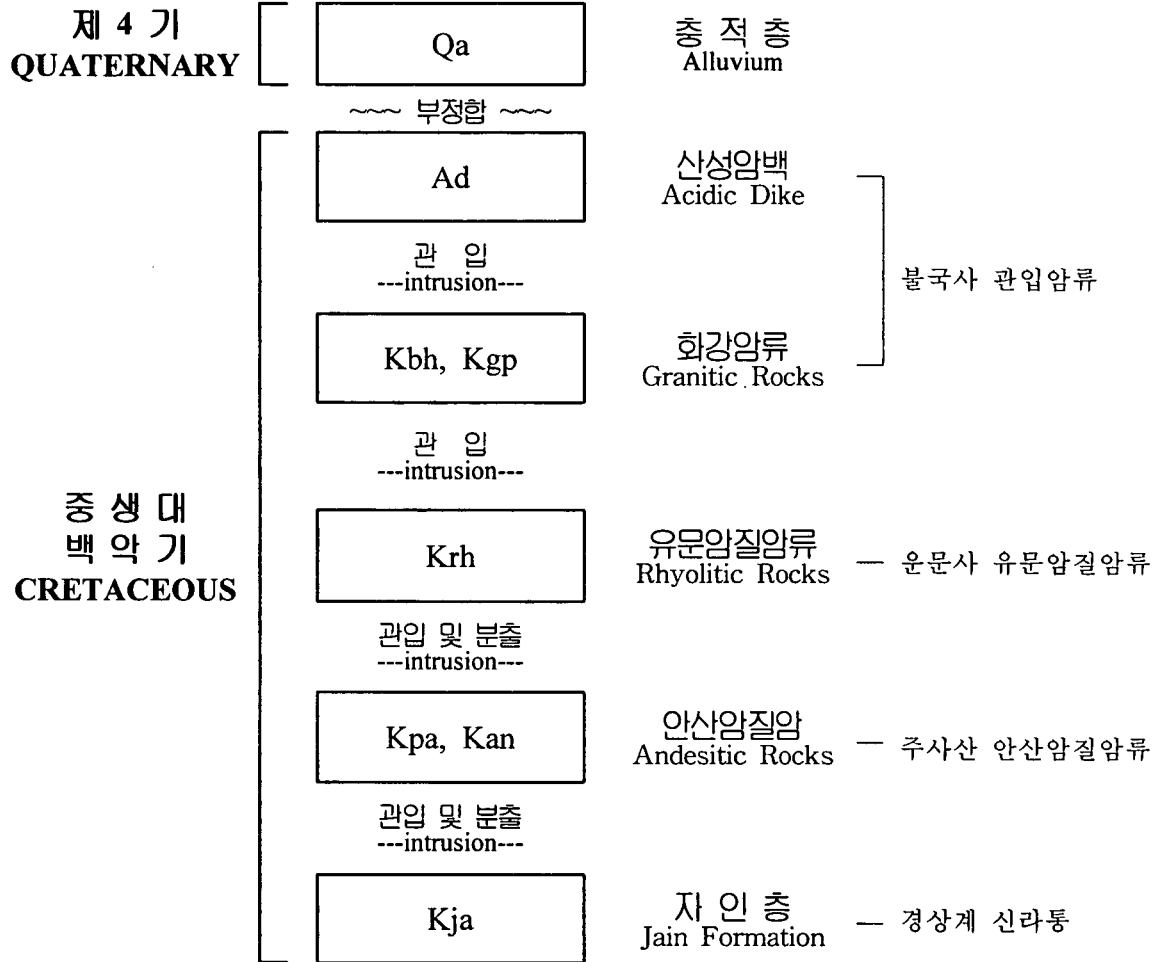 제 4 기
QUATERNARY
Qa
충 적 층
Alluvium
~~~ 부정합 ~~~
Ad
산성암백
Acidic Dike
관 입
---intrusion---
불국사 관입암류
Kbh, Kgp
화강암류
Granitic Rocks
관 입
---intrusion---
중 생 대
백 악 기
CRETACEOUS
Krh
유문암질암류
Rhyolitic Rocks
운문사 유문암질암류
관입 및 분출
---intrusion---
Kpa, Kan
안산암질암
Andesitic Rocks
주사산 안산암질암류
관입 및 분출
---intrusion---
Kja
자 인 층
Jain Formation
경상계 신라통